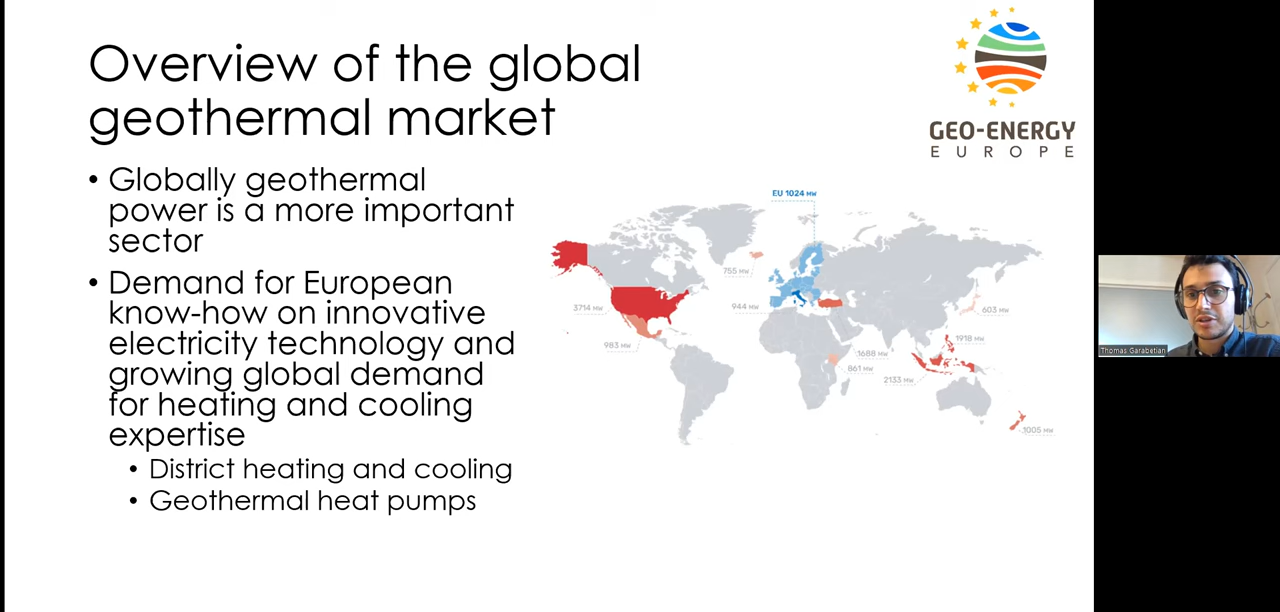 Overview of the global
geothermal market
GEO-ENERGY
EUROPE
• Globally geothermal
power is a more important
sector
• Demand for European
know-how on innovative
electricity technology and
growing global demand
for heating and cooling
expertise
• District heating and cooling
• Geothermal heat pumps
EU 1024 MW
755 MW
3714 MW
944 MW
603 MW
983 MW
1918 MW
1688 MW
861 MW
2133 MW
1005 MW
Thomas Garabetian